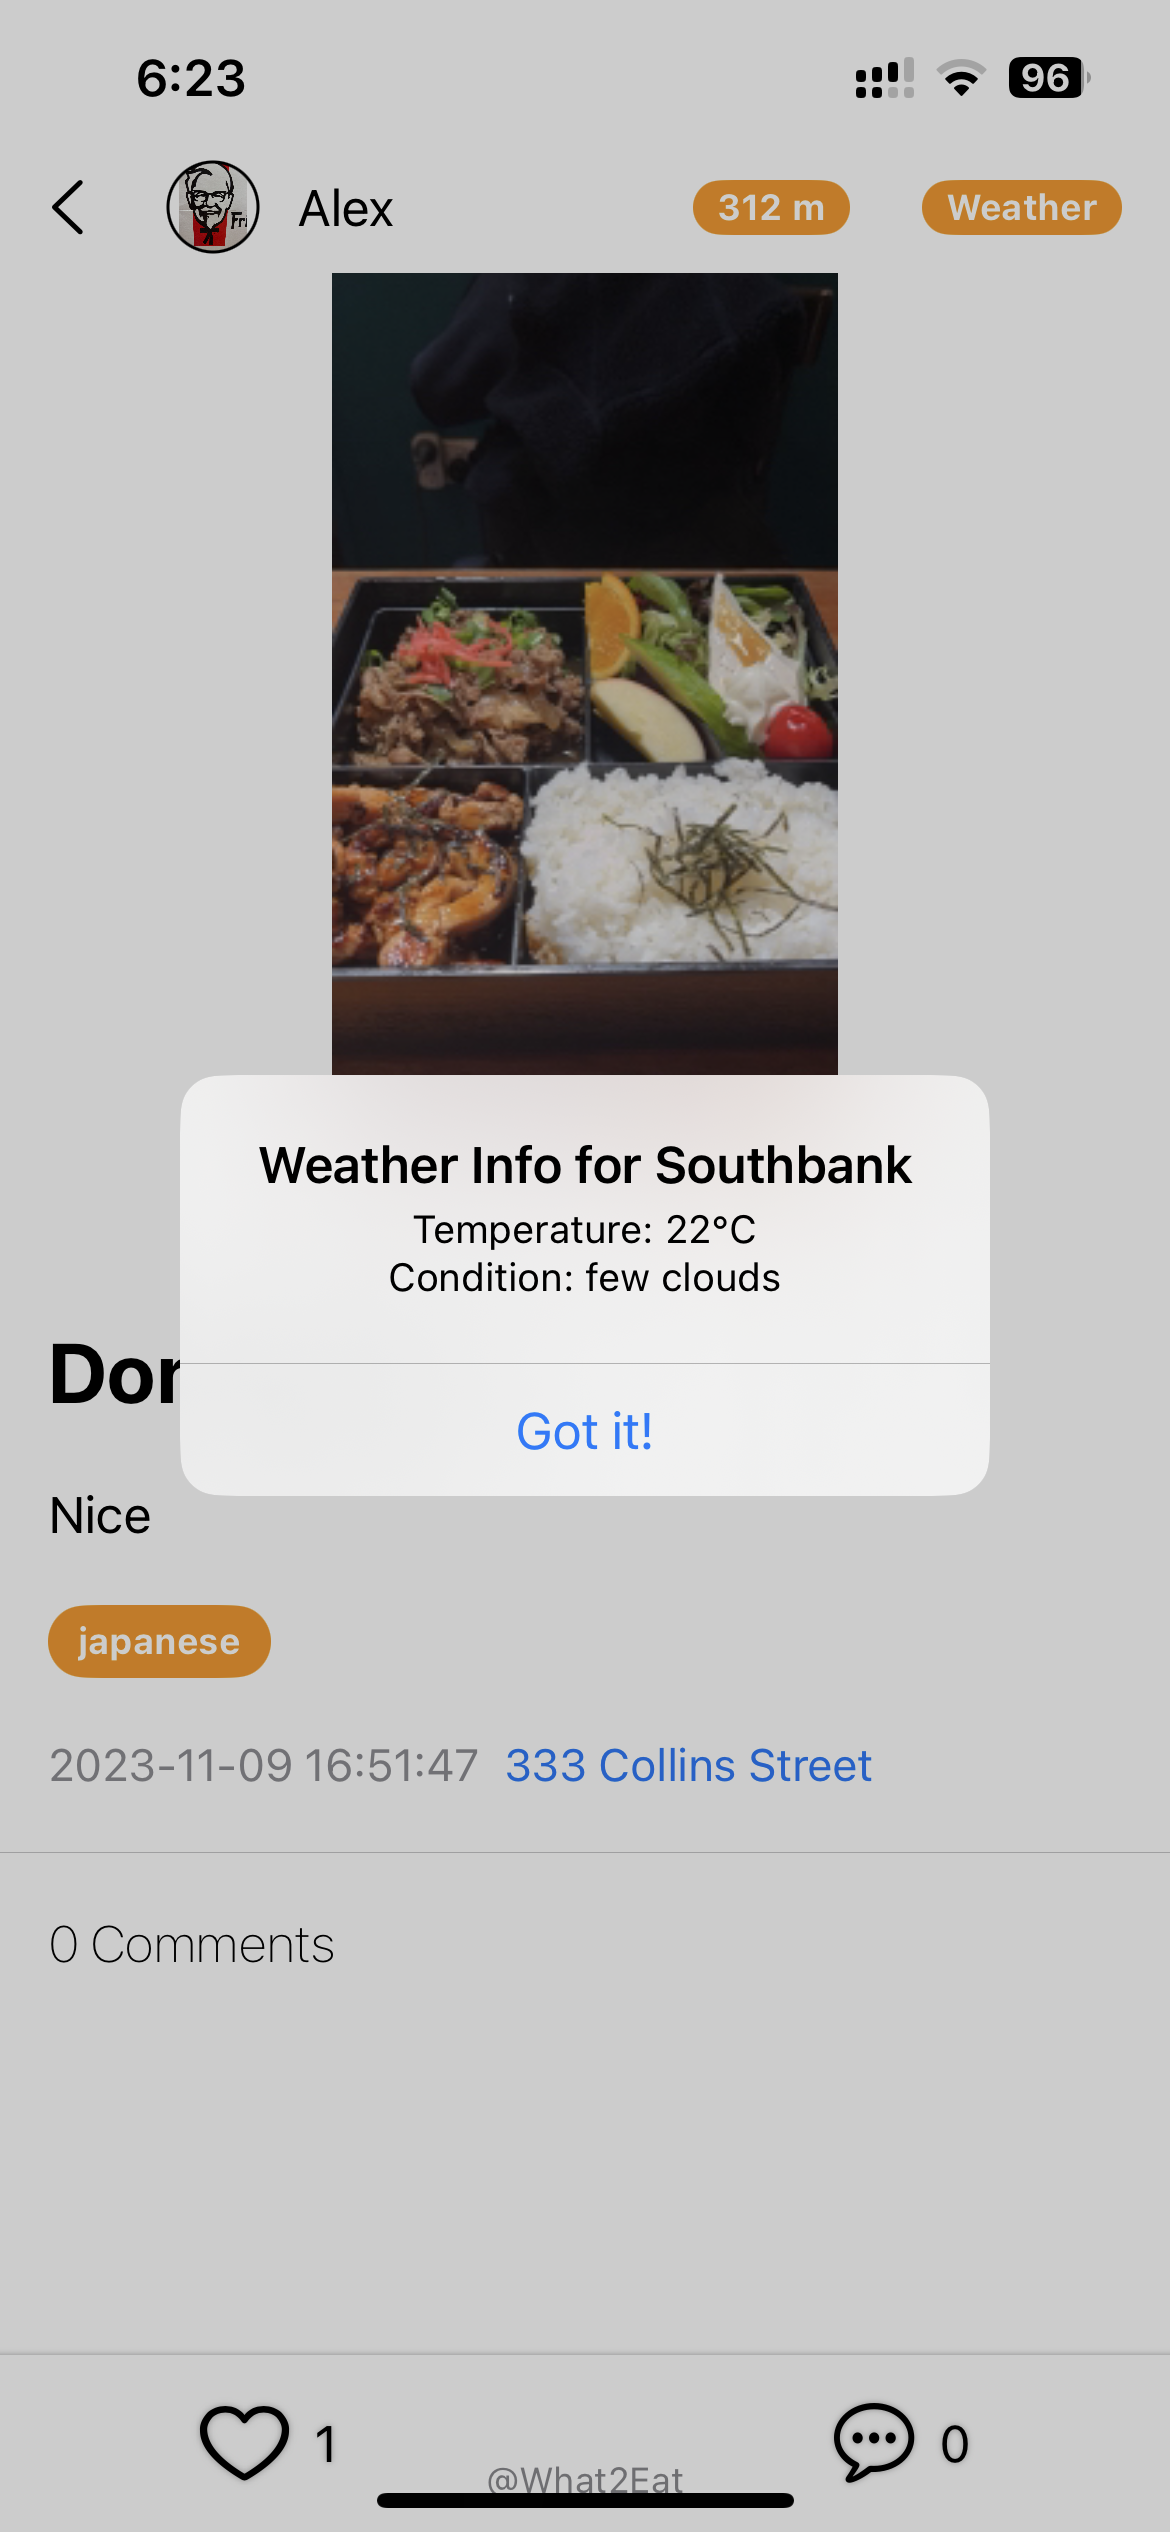 6:23
96
Alex
312 m
Weather
Fri
Weather Info for Southbank
Temperature: 22°C
Condition: few clouds
Got it!
Nice
japanese
2023-11-09 16:51:47 333 Collins Street
0 Comments
1
0
@What2Eat